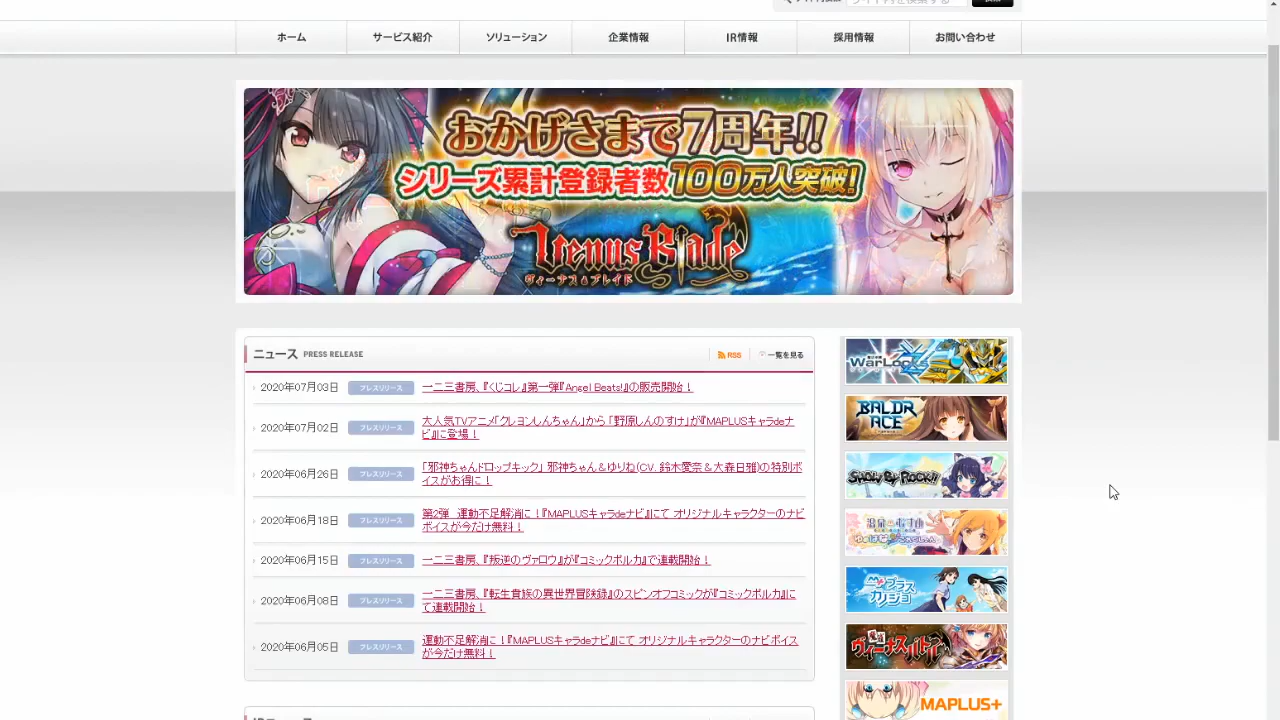 ホーム
サービス紹介
ソリューション
企業情報
IR情報
採用情報
お問い合わせ
おかげさまで7周年!!
シリーズ累計登録者数100万人突破!
Venus Blade
ヴィーナス†ブレイド
ニュース PRESS RELEASE
RSS
一覧を見る
2020年07月03日 プレスリリース 一二三書房、『くじコレ』第一弾『Angel Beats!』の販売開始！
2020年07月02日 プレスリリース 大人気TVアニメ「クレヨンしんちゃん」から 「野原しんのすけ」が『MAPLUSキャラdeナ
ビ』に登場！
2020年06月26日 プレスリリース 「邪神ちゃんドロップキック」 邪神ちゃん＆ゆりね(CV. 鈴木愛奈＆大森日雅)の特別ボ
イスがお得に！
2020年06月18日 プレスリリース 第2弾　運動不足解消に！『MAPLUSキャラdeナビ』にて オリジナルキャラクターのナビ
ボイスが今だけ無料！
2020年06月15日 プレスリリース 一二三書房、『叛逆のヴァロウ』が『コミックポルカ』で連載開始！
2020年06月08日 プレスリリース 一二三書房、『転生貴族の異世界冒険録』のスピンオフコミックが『コミックポルカ』に
て連載開始！
2020年06月05日 プレスリリース 運動不足解消に！『MAPLUSキャラdeナビ』にて オリジナルキャラクターのナビボイス
が今だけ無料！
WarLocks
BALDR
ACE
SHOW BY ROCK!!
プラス
カノジョ
ヴィーナスバトル
MAPLUS+